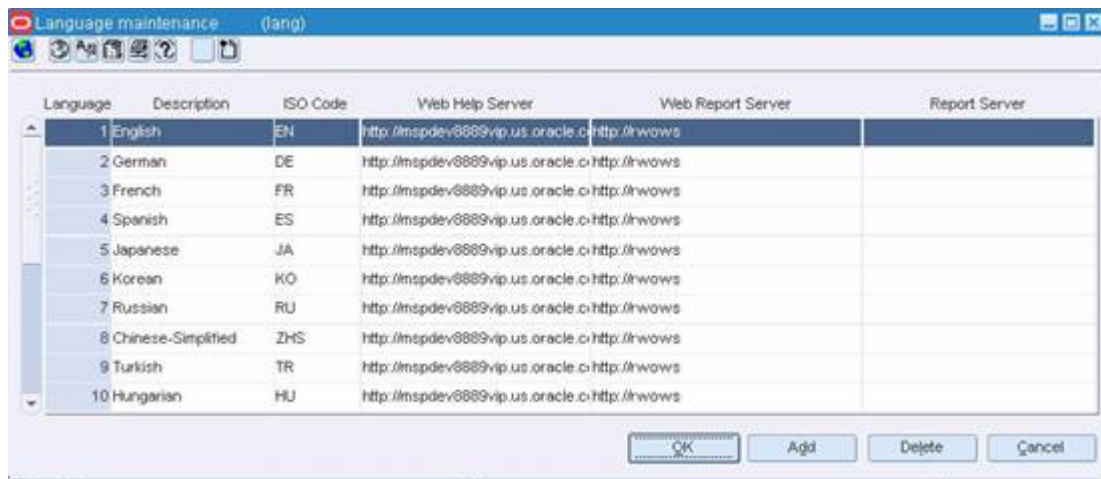 Language maintenance (lang)
Language Description ISO Code Web Help Server Web Report Server Report Server
1 English EN http://mspdev8889vip.us.oracle.c http://rwows
2 German DE http://mspdev8889vip.us.oracle.c http://rwows
3 French FR http://mspdev8889vip.us.oracle.c http://rwows
4 Spanish ES http://mspdev8889vip.us.oracle.c http://rwows
5 Japanese JA http://mspdev8889vip.us.oracle.c http://rwows
6 Korean KO http://mspdev8889vip.us.oracle.c http://rwows
7 Russian RU http://mspdev8889vip.us.oracle.c http://rwows
8 Chinese-Simplified ZHS http://mspdev8889vip.us.oracle.c http://rwows
9 Turkish TR http://mspdev8889vip.us.oracle.c http://rwows
10 Hungarian HU http://mspdev8889vip.us.oracle.c http://rwows
OK Add Delete Cancel